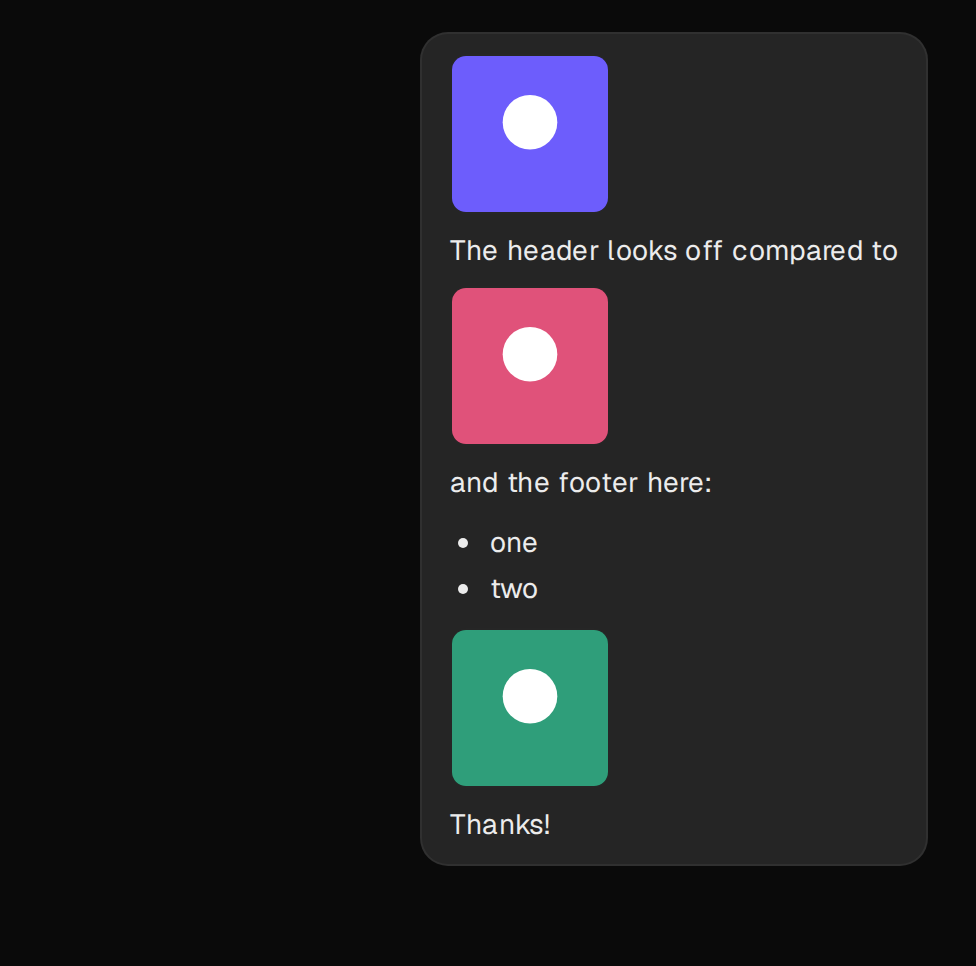 The header looks off compared to
and the footer here:
one
two
Thanks!